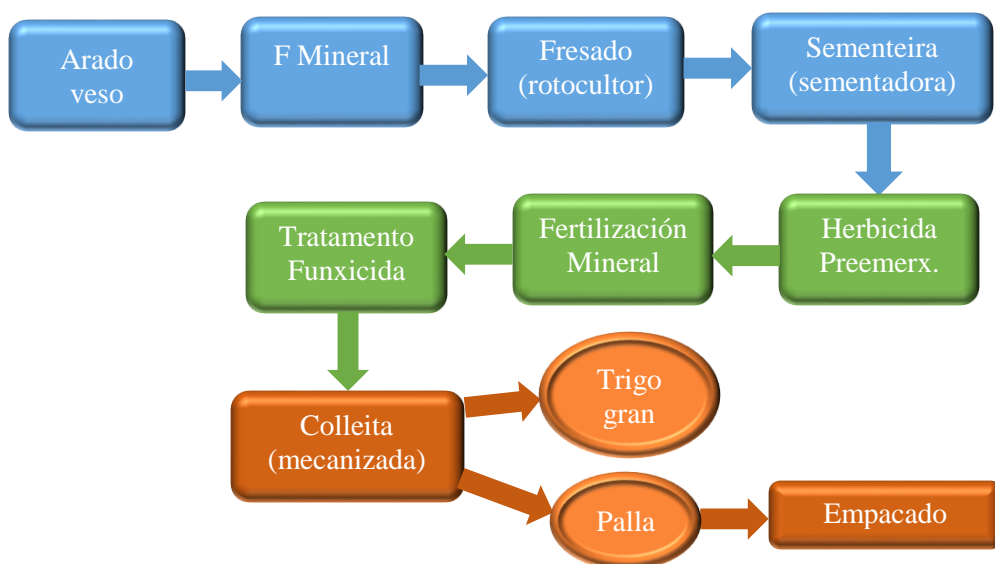 Arado
veso
F Mineral
Fresado
(rotocultor)
Sementeira
(sementadora)
Herbicida
Preemerx.
Fertilización
Mineral
Tratamento
Funxicida
Colleita
(mecanizada)
Trigo
gran
Palla
Empacado